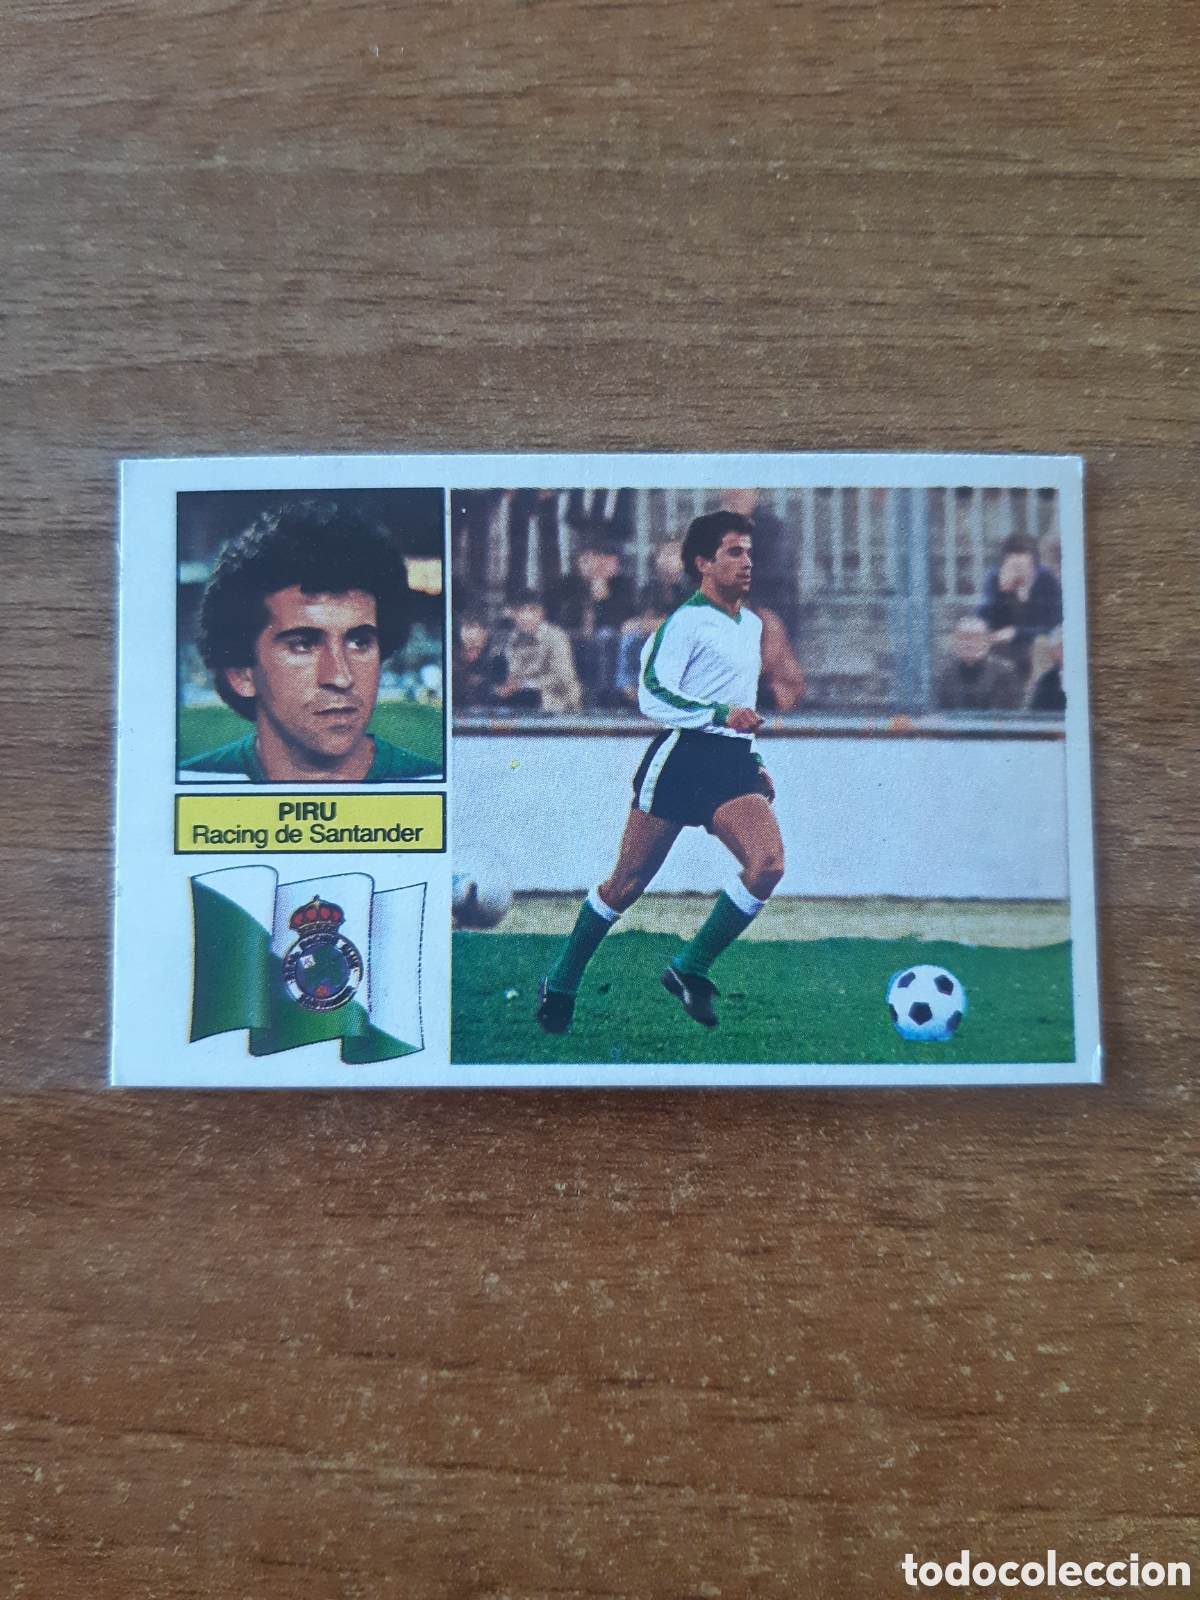 PIRU
Racing de Santander
todocoleccion